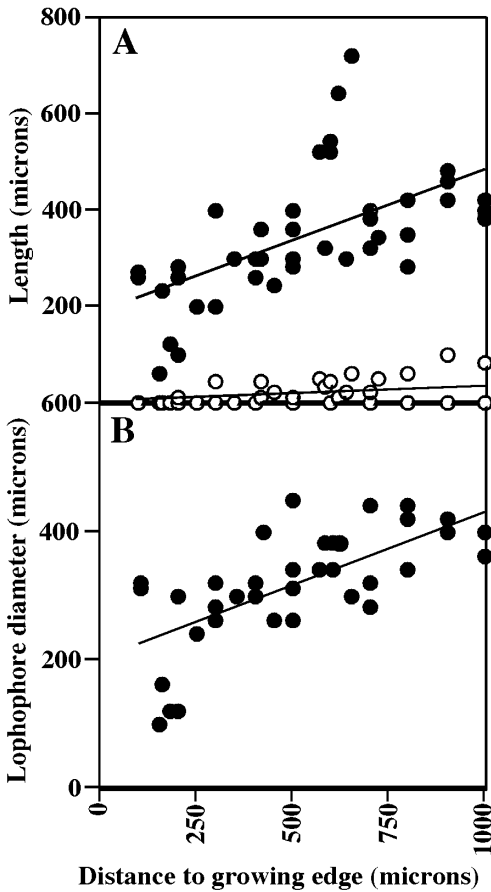 800
A
600
400
200
Length (microns)
600
B
400
200
0
Lophophore diameter (microns)
0
250
500
750
1000
Distance to growing edge (microns)